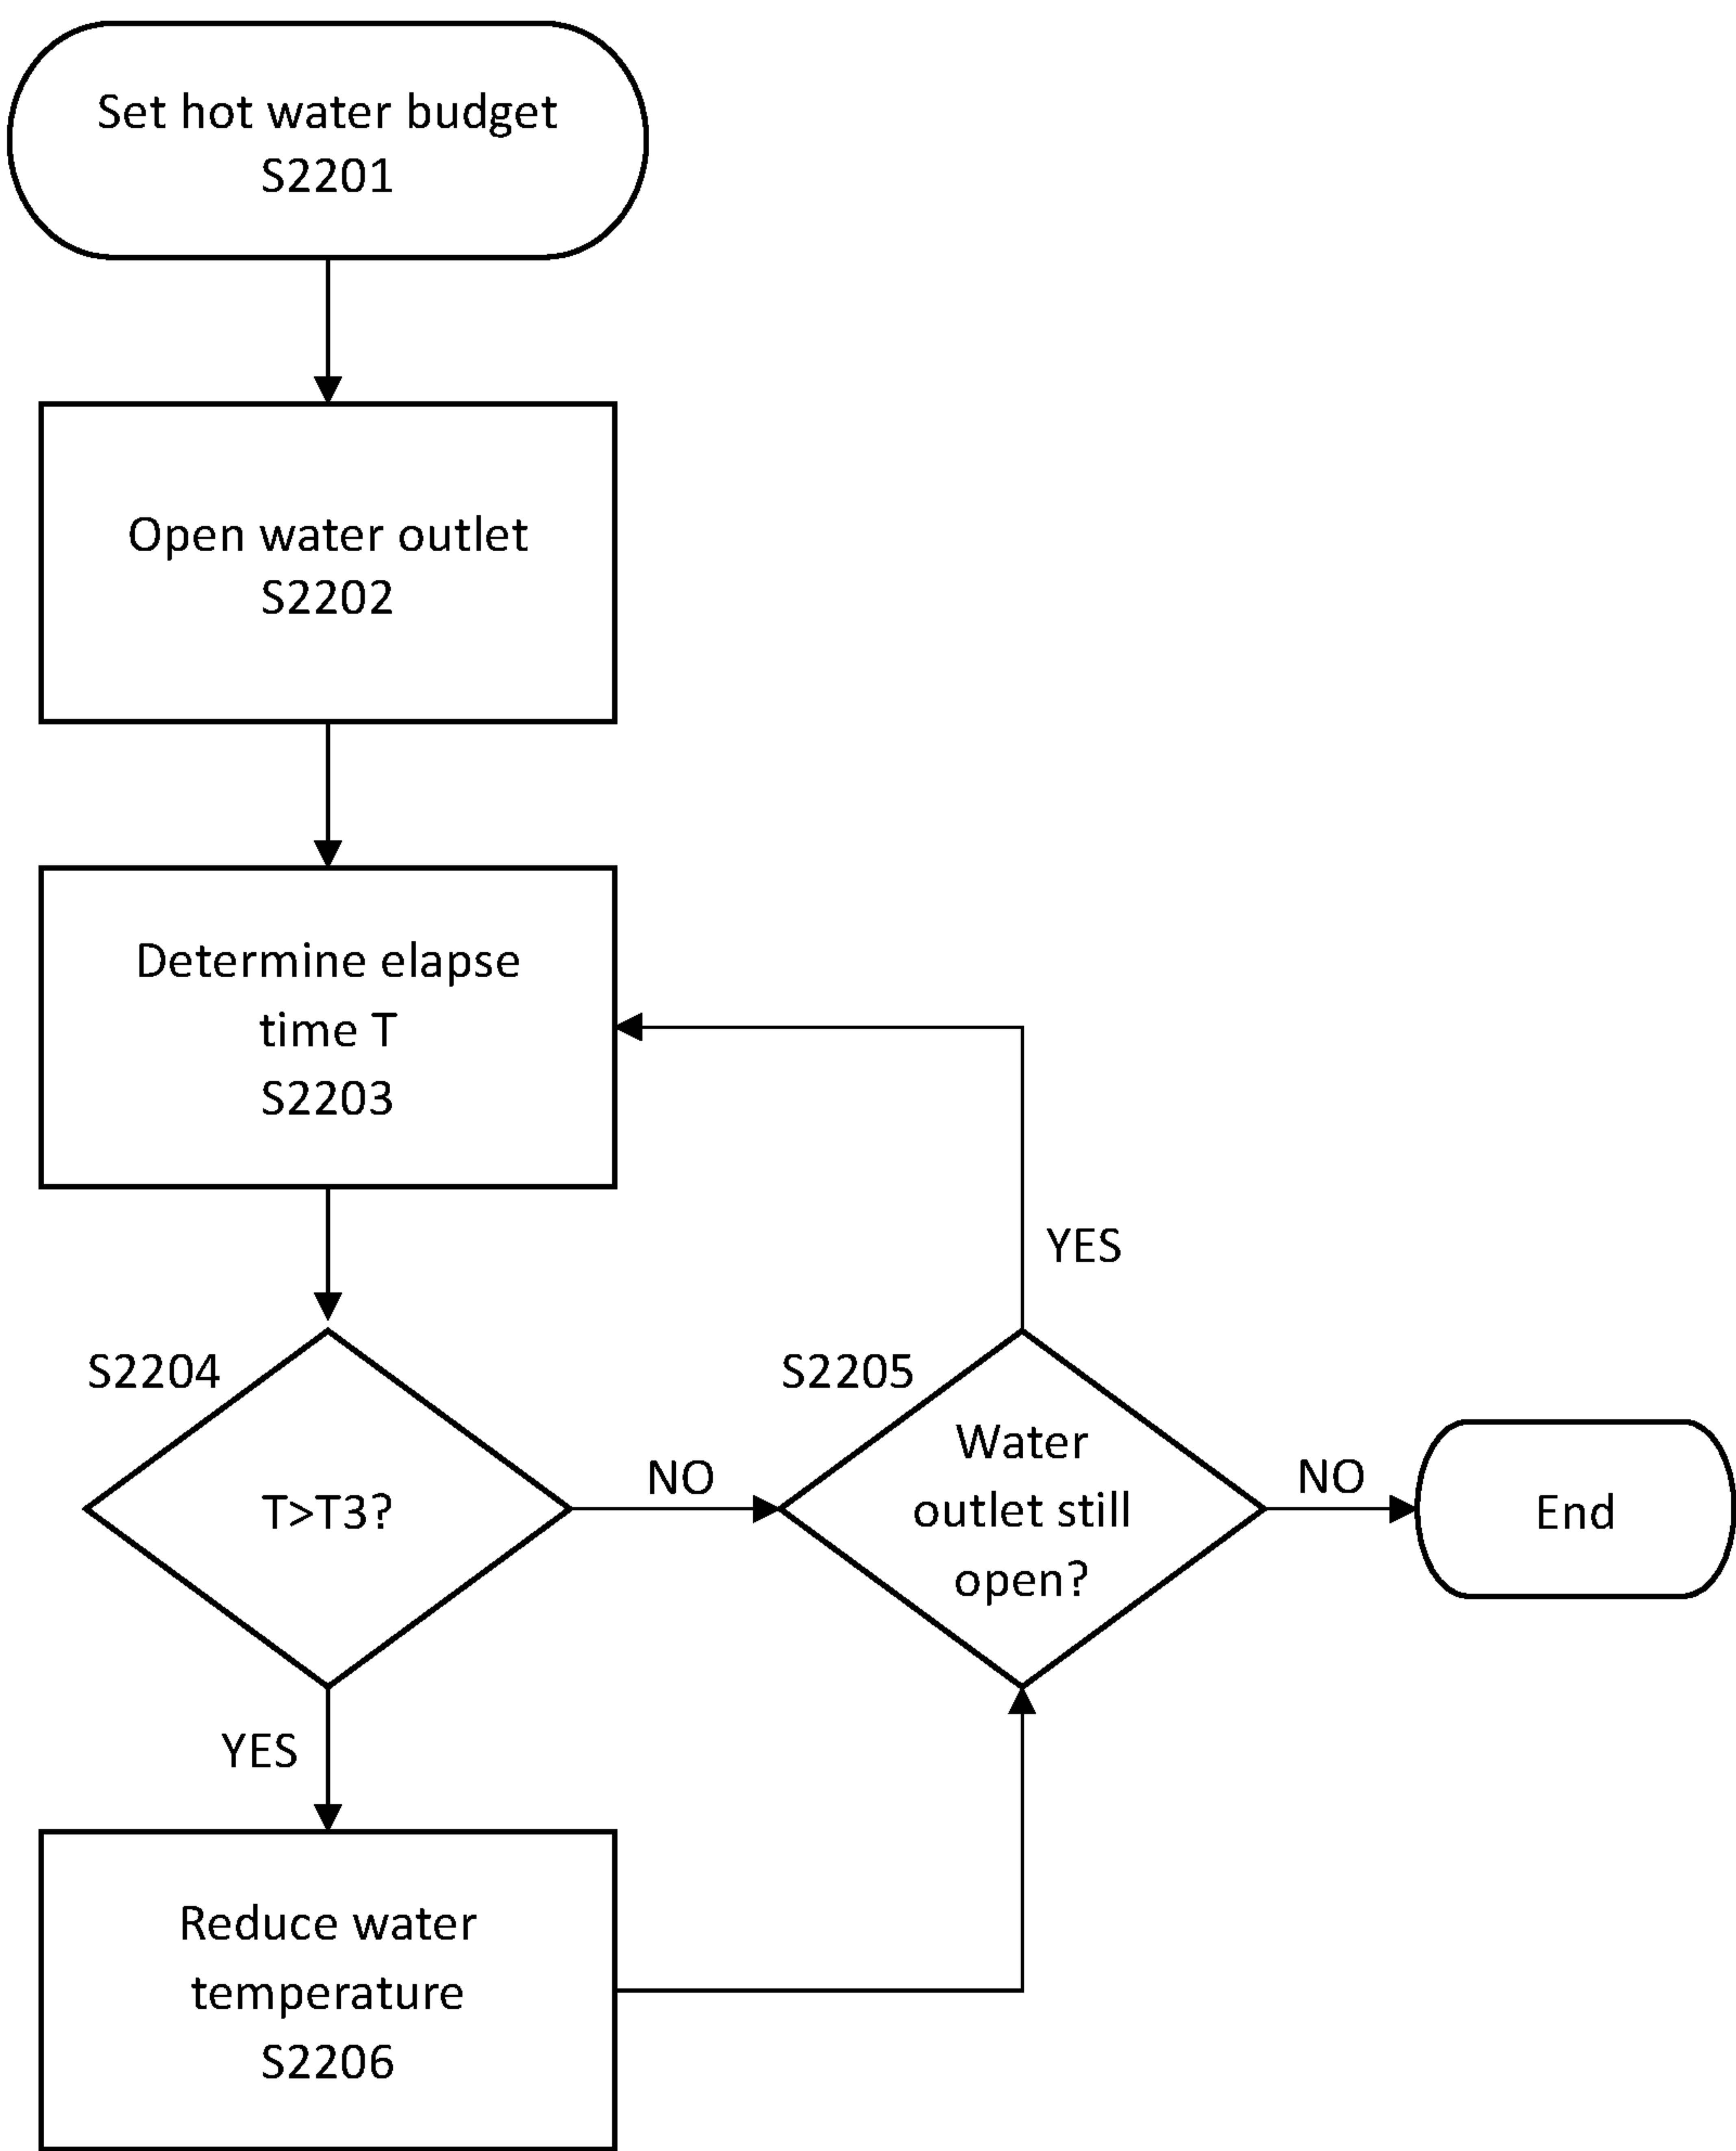 Set hot water budget
S2201
Open water outlet
S2202
Determine elapse
time T
S2203
YES
S2204
T>T3?
NO
S2205
Water
outlet still
open?
NO
End
YES
Reduce water
temperature
S2206